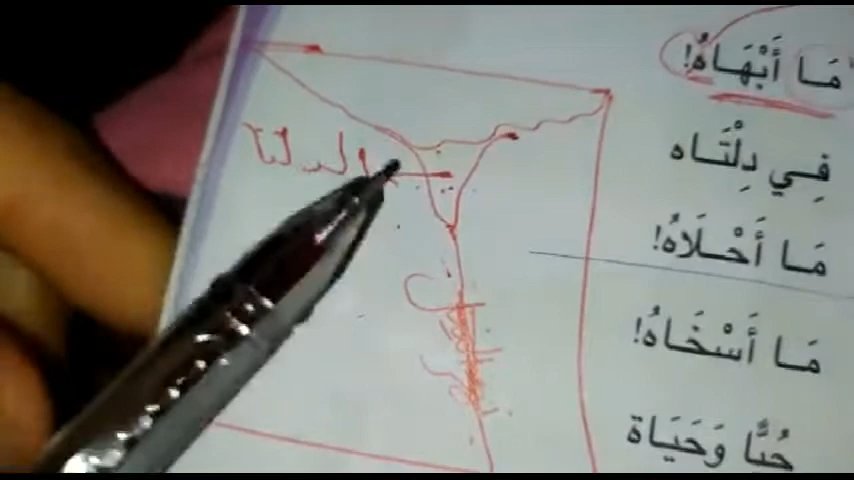 مَا أَبْهَاهُ!
فِي دِلْتَاه
مَا أَحْلَاهُ!
مَا أَسْخَاهُ!
حُبًّا وَحَيَاة
الدلتا